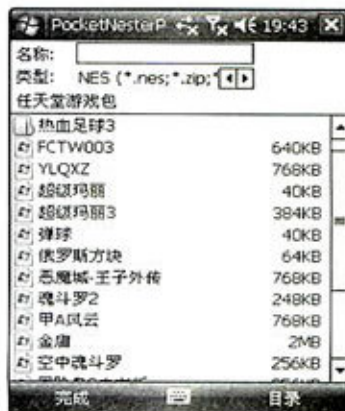 PocketNesterP 19:43
名称:
类型: NES (*.nes;*.zip;*
任天堂游戏包
热血足球3
FCTW003 640KB
YLQXZ 768KB
超级玛丽 40KB
超级玛丽3 384KB
弹球 40KB
俄罗斯方块 64KB
恶魔城-王子外传 768KB
魂斗罗2 248KB
甲A风云 768KB
金庸 2MB
空中魂斗罗 256KB
完成 目录